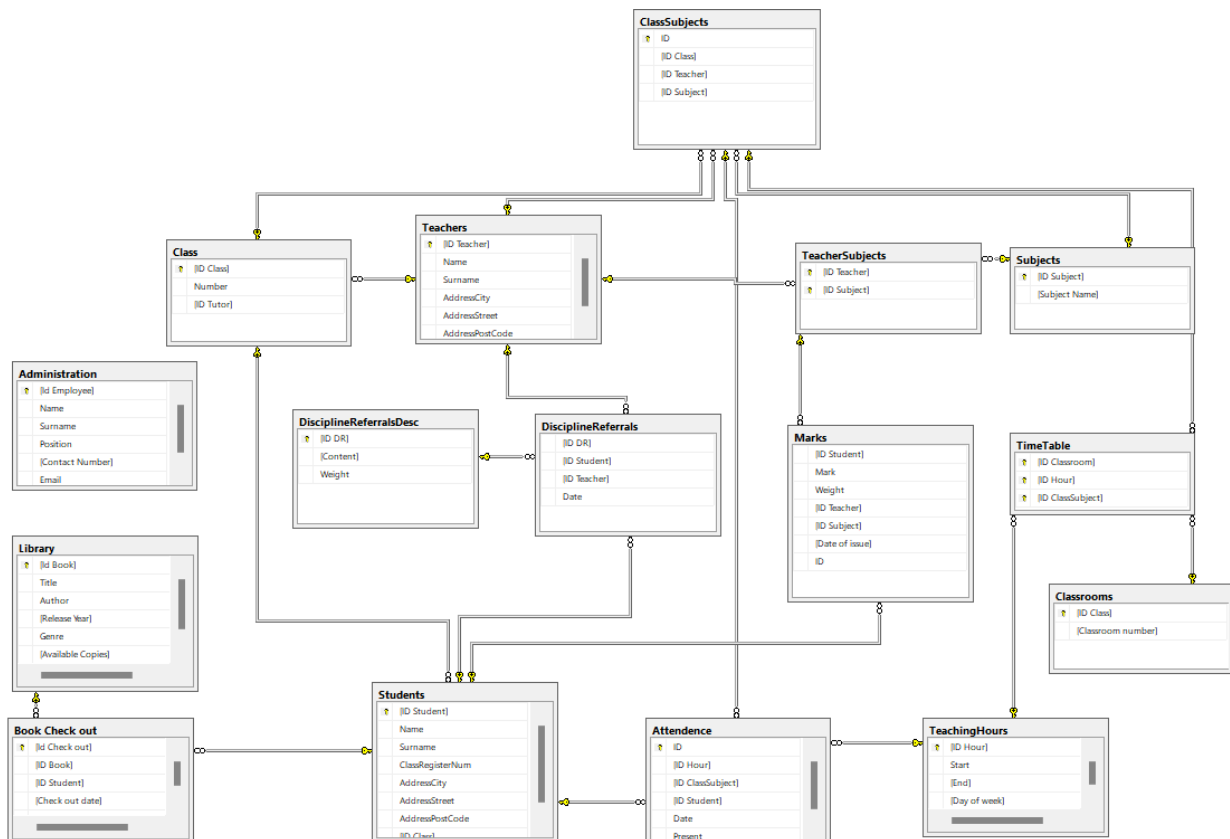 ClassSubjects
ID
[ID Class]
[ID Teacher]
[ID Subject]
Teachers
[ID Teacher]
Name
Surname
AddressCity
AddressStreet
AddressPostCode
Class
[ID Class]
Number
[ID Tutor]
TeacherSubjects
[ID Teacher]
[ID Subject]
Subjects
[ID Subject]
[Subject Name]
Administration
[Id Employee]
Name
Surname
Position
[Contact Number]
Email
DisciplineReferralsDesc
[ID DR]
[Content]
Weight
DisciplineReferrals
[ID DR]
[ID Student]
[ID Teacher]
Date
Marks
[ID Student]
Mark
Weight
[ID Teacher]
[ID Subject]
[Date of issue]
ID
TimeTable
[ID Classroom]
[ID Hour]
[ID ClassSubject]
Library
[Id Book]
Title
Author
[Release Year]
Genre
[Available Copies]
Classrooms
[ID Class]
[Classroom number]
Students
[ID Student]
Name
Surname
ClassRegisterNum
AddressCity
AddressStreet
AddressPostCode
[ID Class]
Book Check out
[Id Check out]
[ID Book]
[ID Student]
[Check out date]
Attendence
ID
[ID Hour]
[ID ClassSubject]
[ID Student]
Date
Present
TeachingHours
[ID Hour]
Start
[End]
[Day of week]